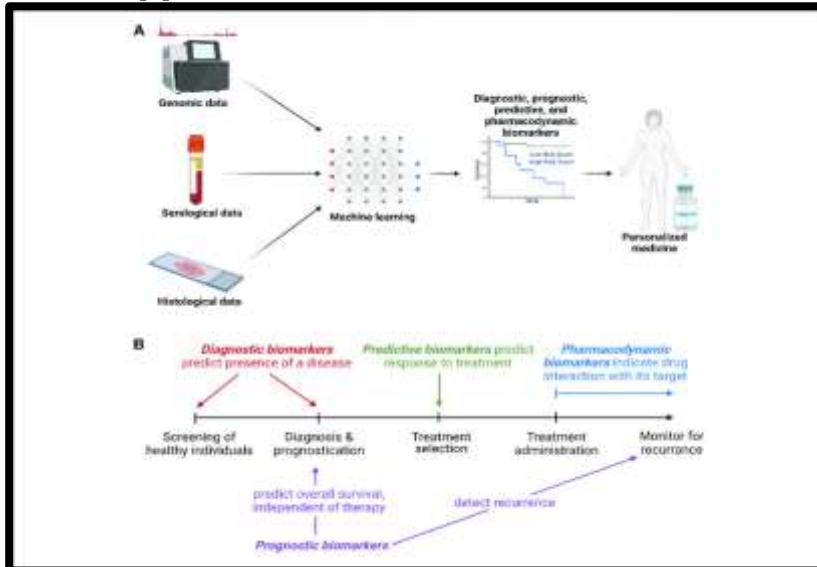 A
Genomic data
Serological data
Histological data
Machine learning
Diagnostic, prognostic,
predictive, and
pharmacodynamic
biomarkers
Personalized
medicine
B
Diagnostic biomarkers
predict presence of a disease
Predictive biomarkers predict
response to treatment
Pharmacodynamic
biomarkers indicate drug
interaction with its target
Screening of
healthy individuals
Diagnosis &
prognostication
Treatment
selection
Treatment
administration
Monitor for
recurrance
predict overall survival,
independent of therapy
detect recurrence
Prognostic biomarkers